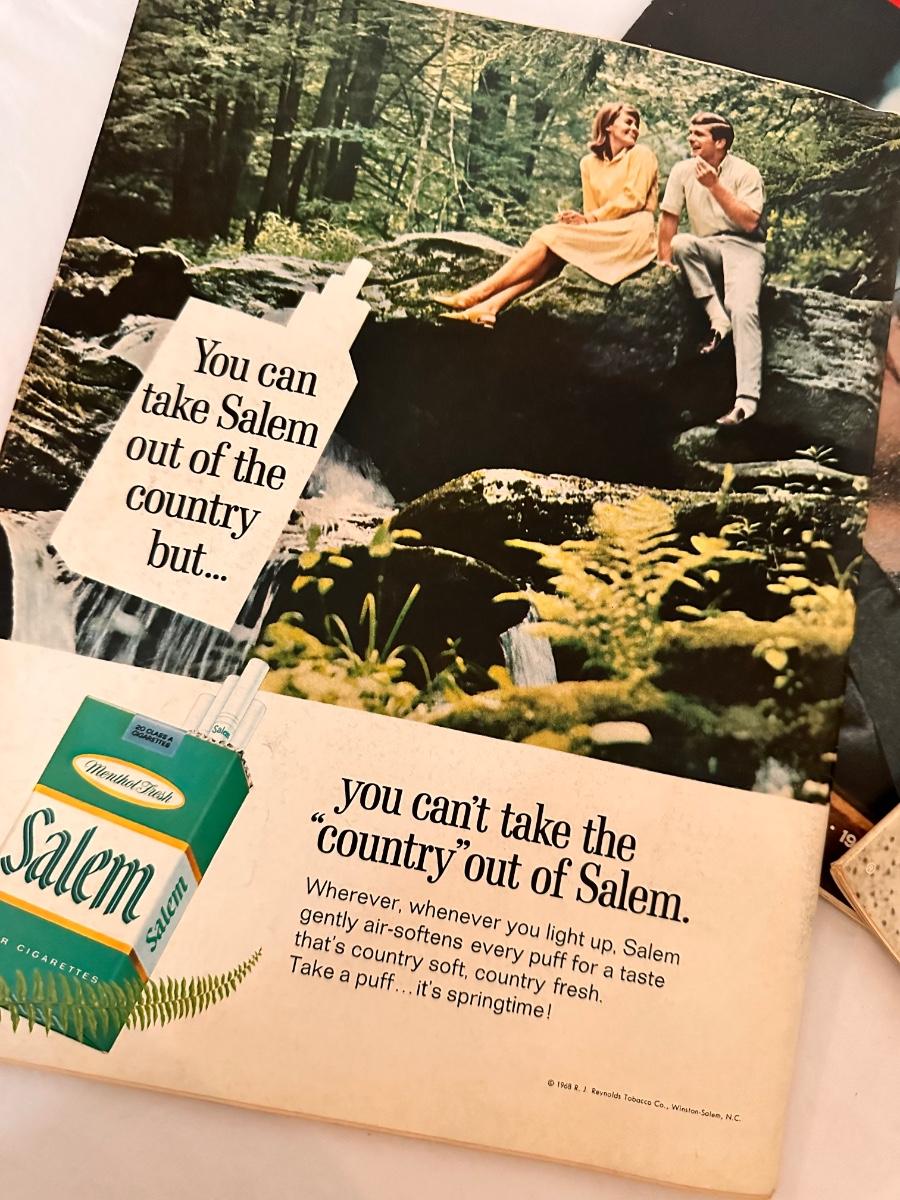 You can
take Salem
out of the
country
but...
20 CLASS A
CIGARETTES
Salem
Menthol Fresh
Salem
Salem
R CIGARETTES
you can't take the
“country” out of Salem.
Wherever, whenever you light up, Salem
gently air-softens every puff for a taste
that's country soft, country fresh.
Take a puff...it's springtime!
© 1968 R. J. Reynolds Tobacco Co., Winston-Salem, N.C.
19